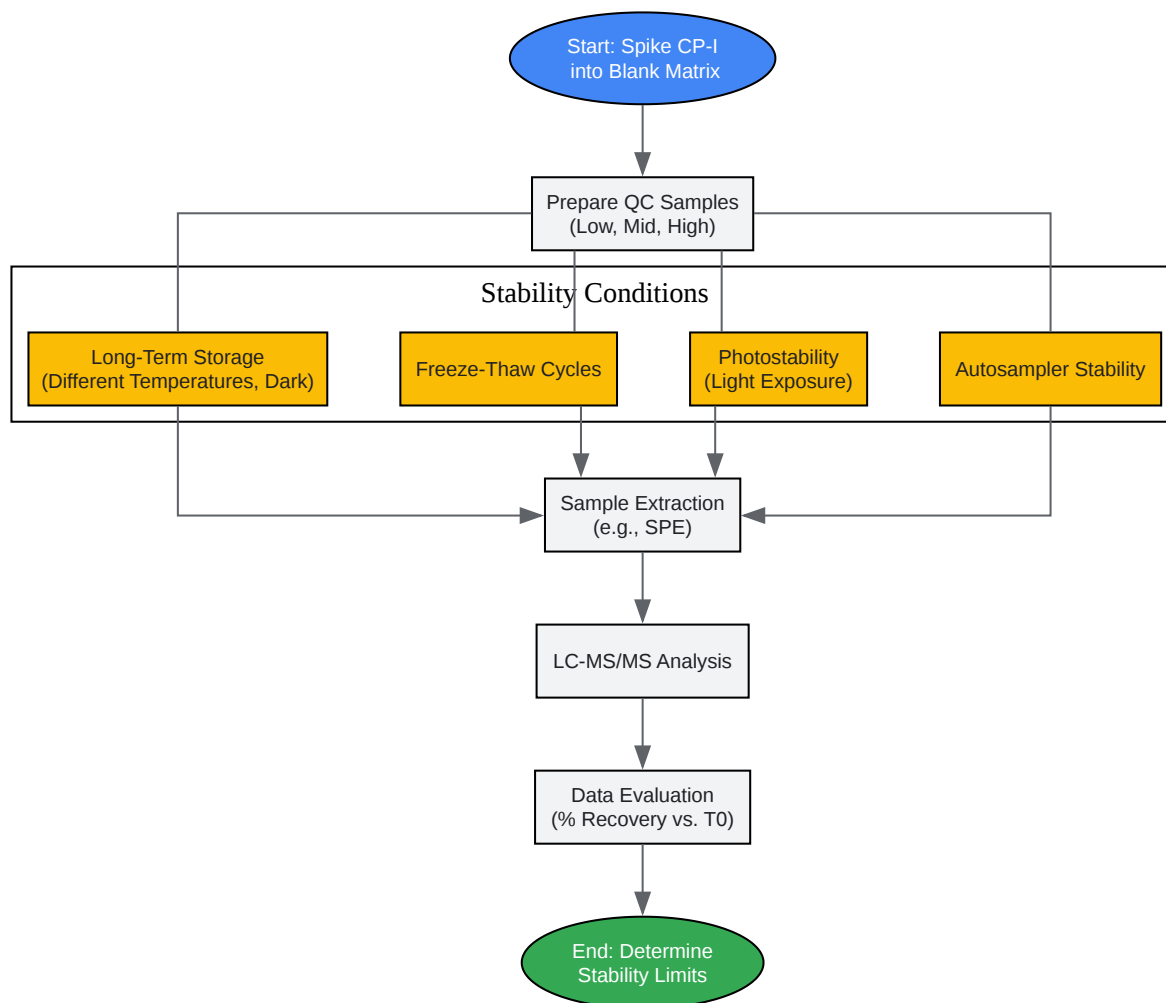 Start: Spike CP-I
into Blank Matrix
Prepare QC Samples
(Low, Mid, High)
Stability Conditions
Long-Term Storage
(Different Temperatures, Dark)
Freeze-Thaw Cycles
Photostability
(Light Exposure)
Autosampler Stability
Sample Extraction
(e.g., SPE)
LC-MS/MS Analysis
Data Evaluation
(% Recovery vs. T0)
End: Determine
Stability Limits